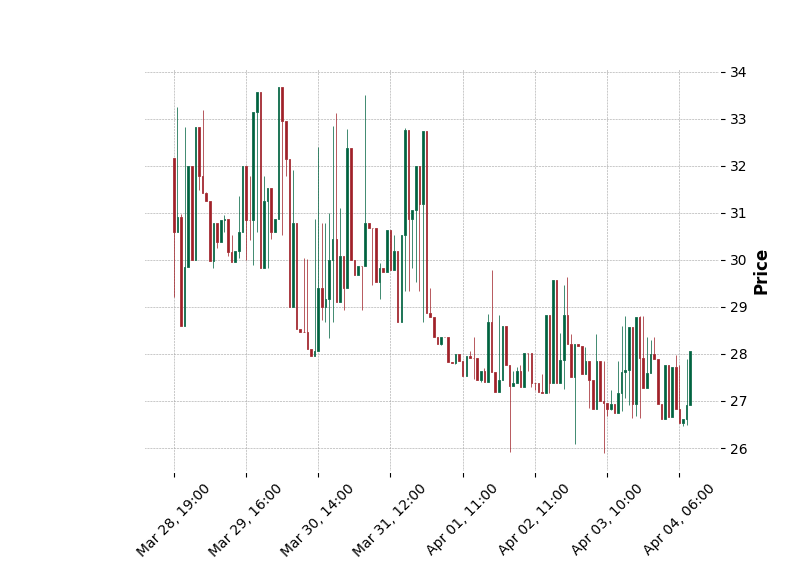 34
33
32
31
30
29
28
27
26
Price
Mar 28, 19:00
Mar 29, 16:00
Mar 30, 14:00
Mar 31, 12:00
Apr 01, 11:00
Apr 02, 11:00
Apr 03, 10:00
Apr 04, 06:00